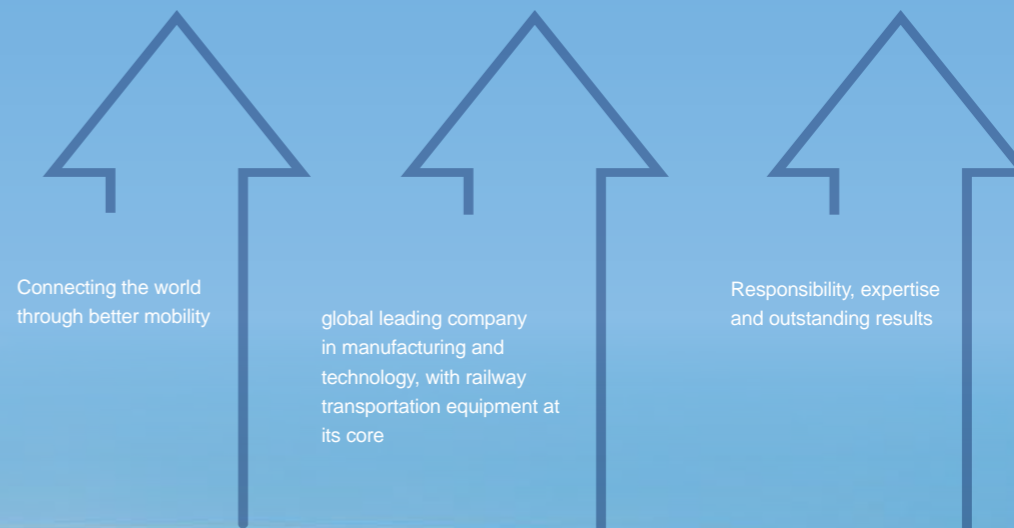 Connecting the world
through better mobility
global leading company
in manufacturing and
technology, with railway
transportation equipment at
its core
Responsibility, expertise
and outstanding results